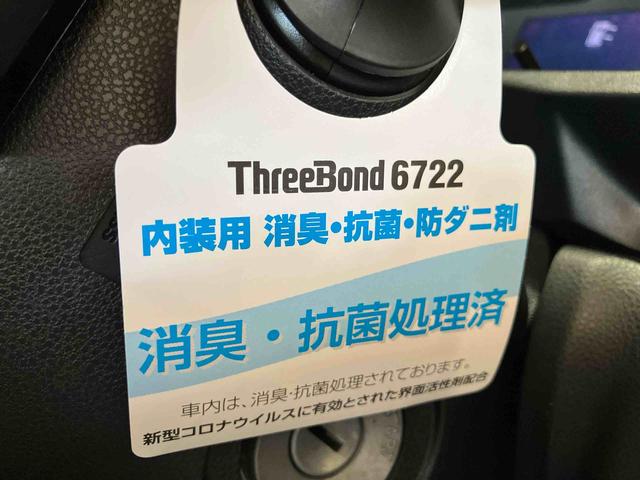 ThreeBond 6722
内装用 消臭・抗菌・防ダニ剤
消臭・抗菌処理済
車内は、消臭・抗菌処理されております。
新型コロナウイルスに有効とされた界面活性剤配合